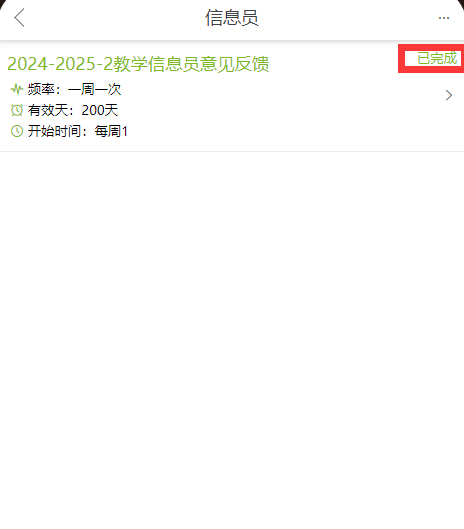 信息员
2024-2025-2教学信息员意见反馈
已完成
频率：一周一次
有效天：200天
开始时间：每周1